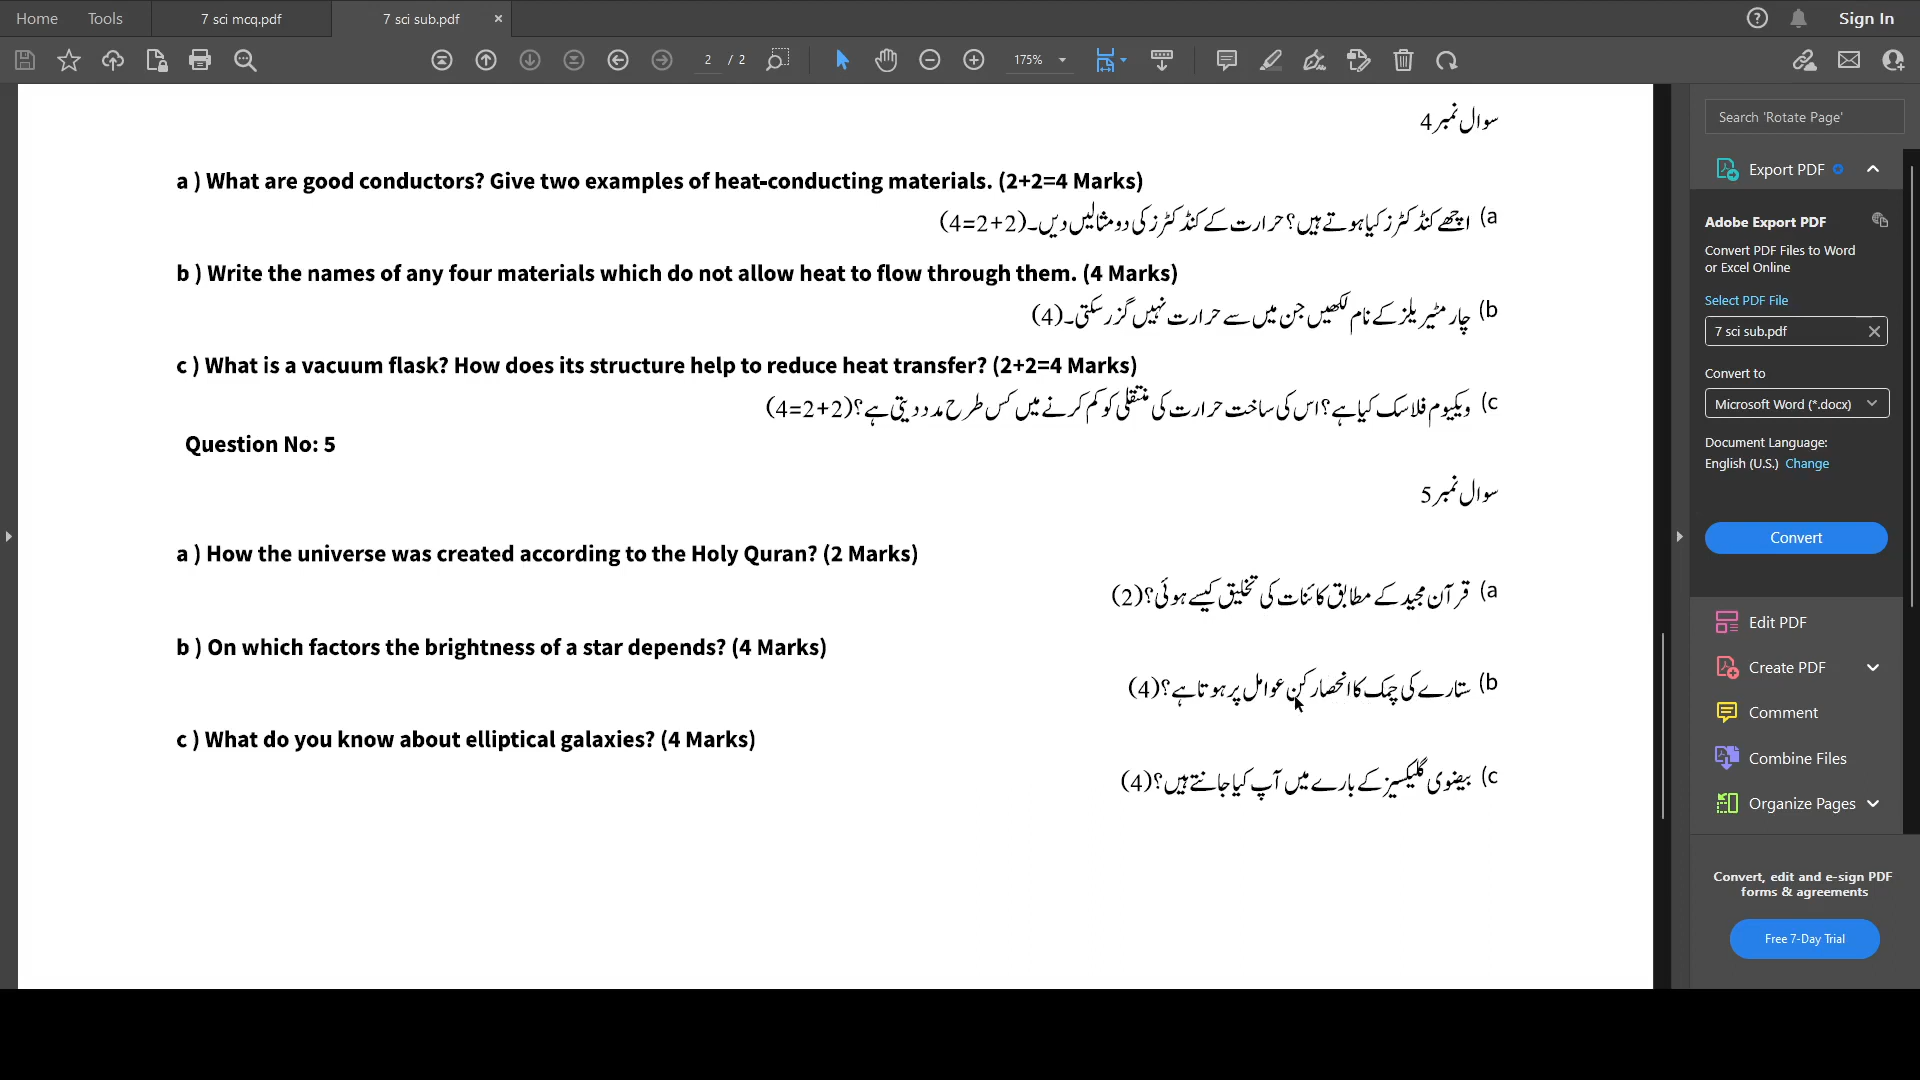 Home Tools 7 sci mcq.pdf 7 sci sub.pdf × Sign In
2 / 2 175%
سوال نمبر 4
a ) What are good conductors? Give two examples of heat-conducting materials. (2+2=4 Marks)
a) اچھے کنڈکٹرز کیا ہوتے ہیں؟ حرارت کے کنڈکٹرز کی دو مثالیں دیں۔ (2+2=4)
b ) Write the names of any four materials which do not allow heat to flow through them. (4 Marks)
b) چار مٹیریلز کے نام لکھیں جن میں سے حرارت نہیں گزر سکتی۔ (4)
c ) What is a vacuum flask? How does its structure help to reduce heat transfer? (2+2=4 Marks)
c) ویکیوم فلاسک کیا ہے؟ اس کی ساخت حرارت کی منتقلی کو کم کرنے میں کس طرح مدد دیتی ہے؟ (2+2=4)
Question No: 5
سوال نمبر 5
a ) How the universe was created according to the Holy Quran? (2 Marks)
a) قرآن مجید کے مطابق کائنات کی تخلیق کیسے ہوئی؟ (2)
b ) On which factors the brightness of a star depends? (4 Marks)
b) ستارے کی چمک کا انحصار کن عوامل پر ہوتا ہے؟ (4)
c ) What do you know about elliptical galaxies? (4 Marks)
c) بیضوی گلیکسیز کے بارے میں آپ کیا جانتے ہیں؟ (4)
Search 'Rotate Page'
Export PDF
Adobe Export PDF
Convert PDF Files to Word
or Excel Online
Select PDF File
7 sci sub.pdf
Convert to
Microsoft Word (*.docx)
Document Language:
English (U.S.) Change
Convert
Edit PDF
Create PDF
Comment
Combine Files
Organize Pages
Convert, edit and e-sign PDF
forms & agreements
Free 7-Day Trial